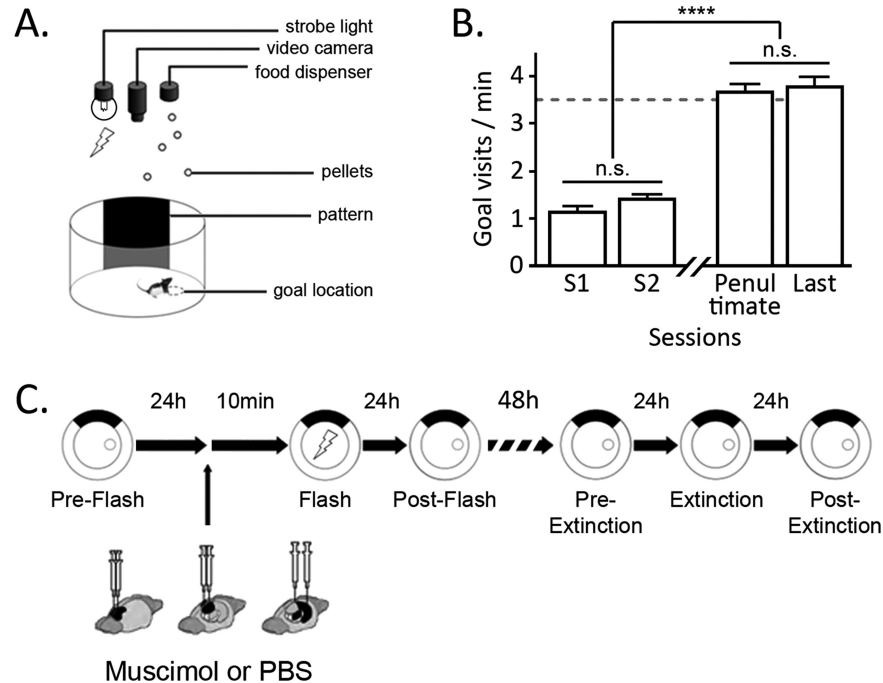 A.
strobe light
video camera
food dispenser
pellets
pattern
goal location
B.
****
n.s.
n.s.
Goal visits / min
4
3
2
1
0
S1 S2 Penul Last
timate
Sessions
C.
24h 10min 24h 48h 24h 24h
Pre-Flash Flash Post-Flash Pre- Extinction Post-
Extinction Extinction
Muscimol or PBS